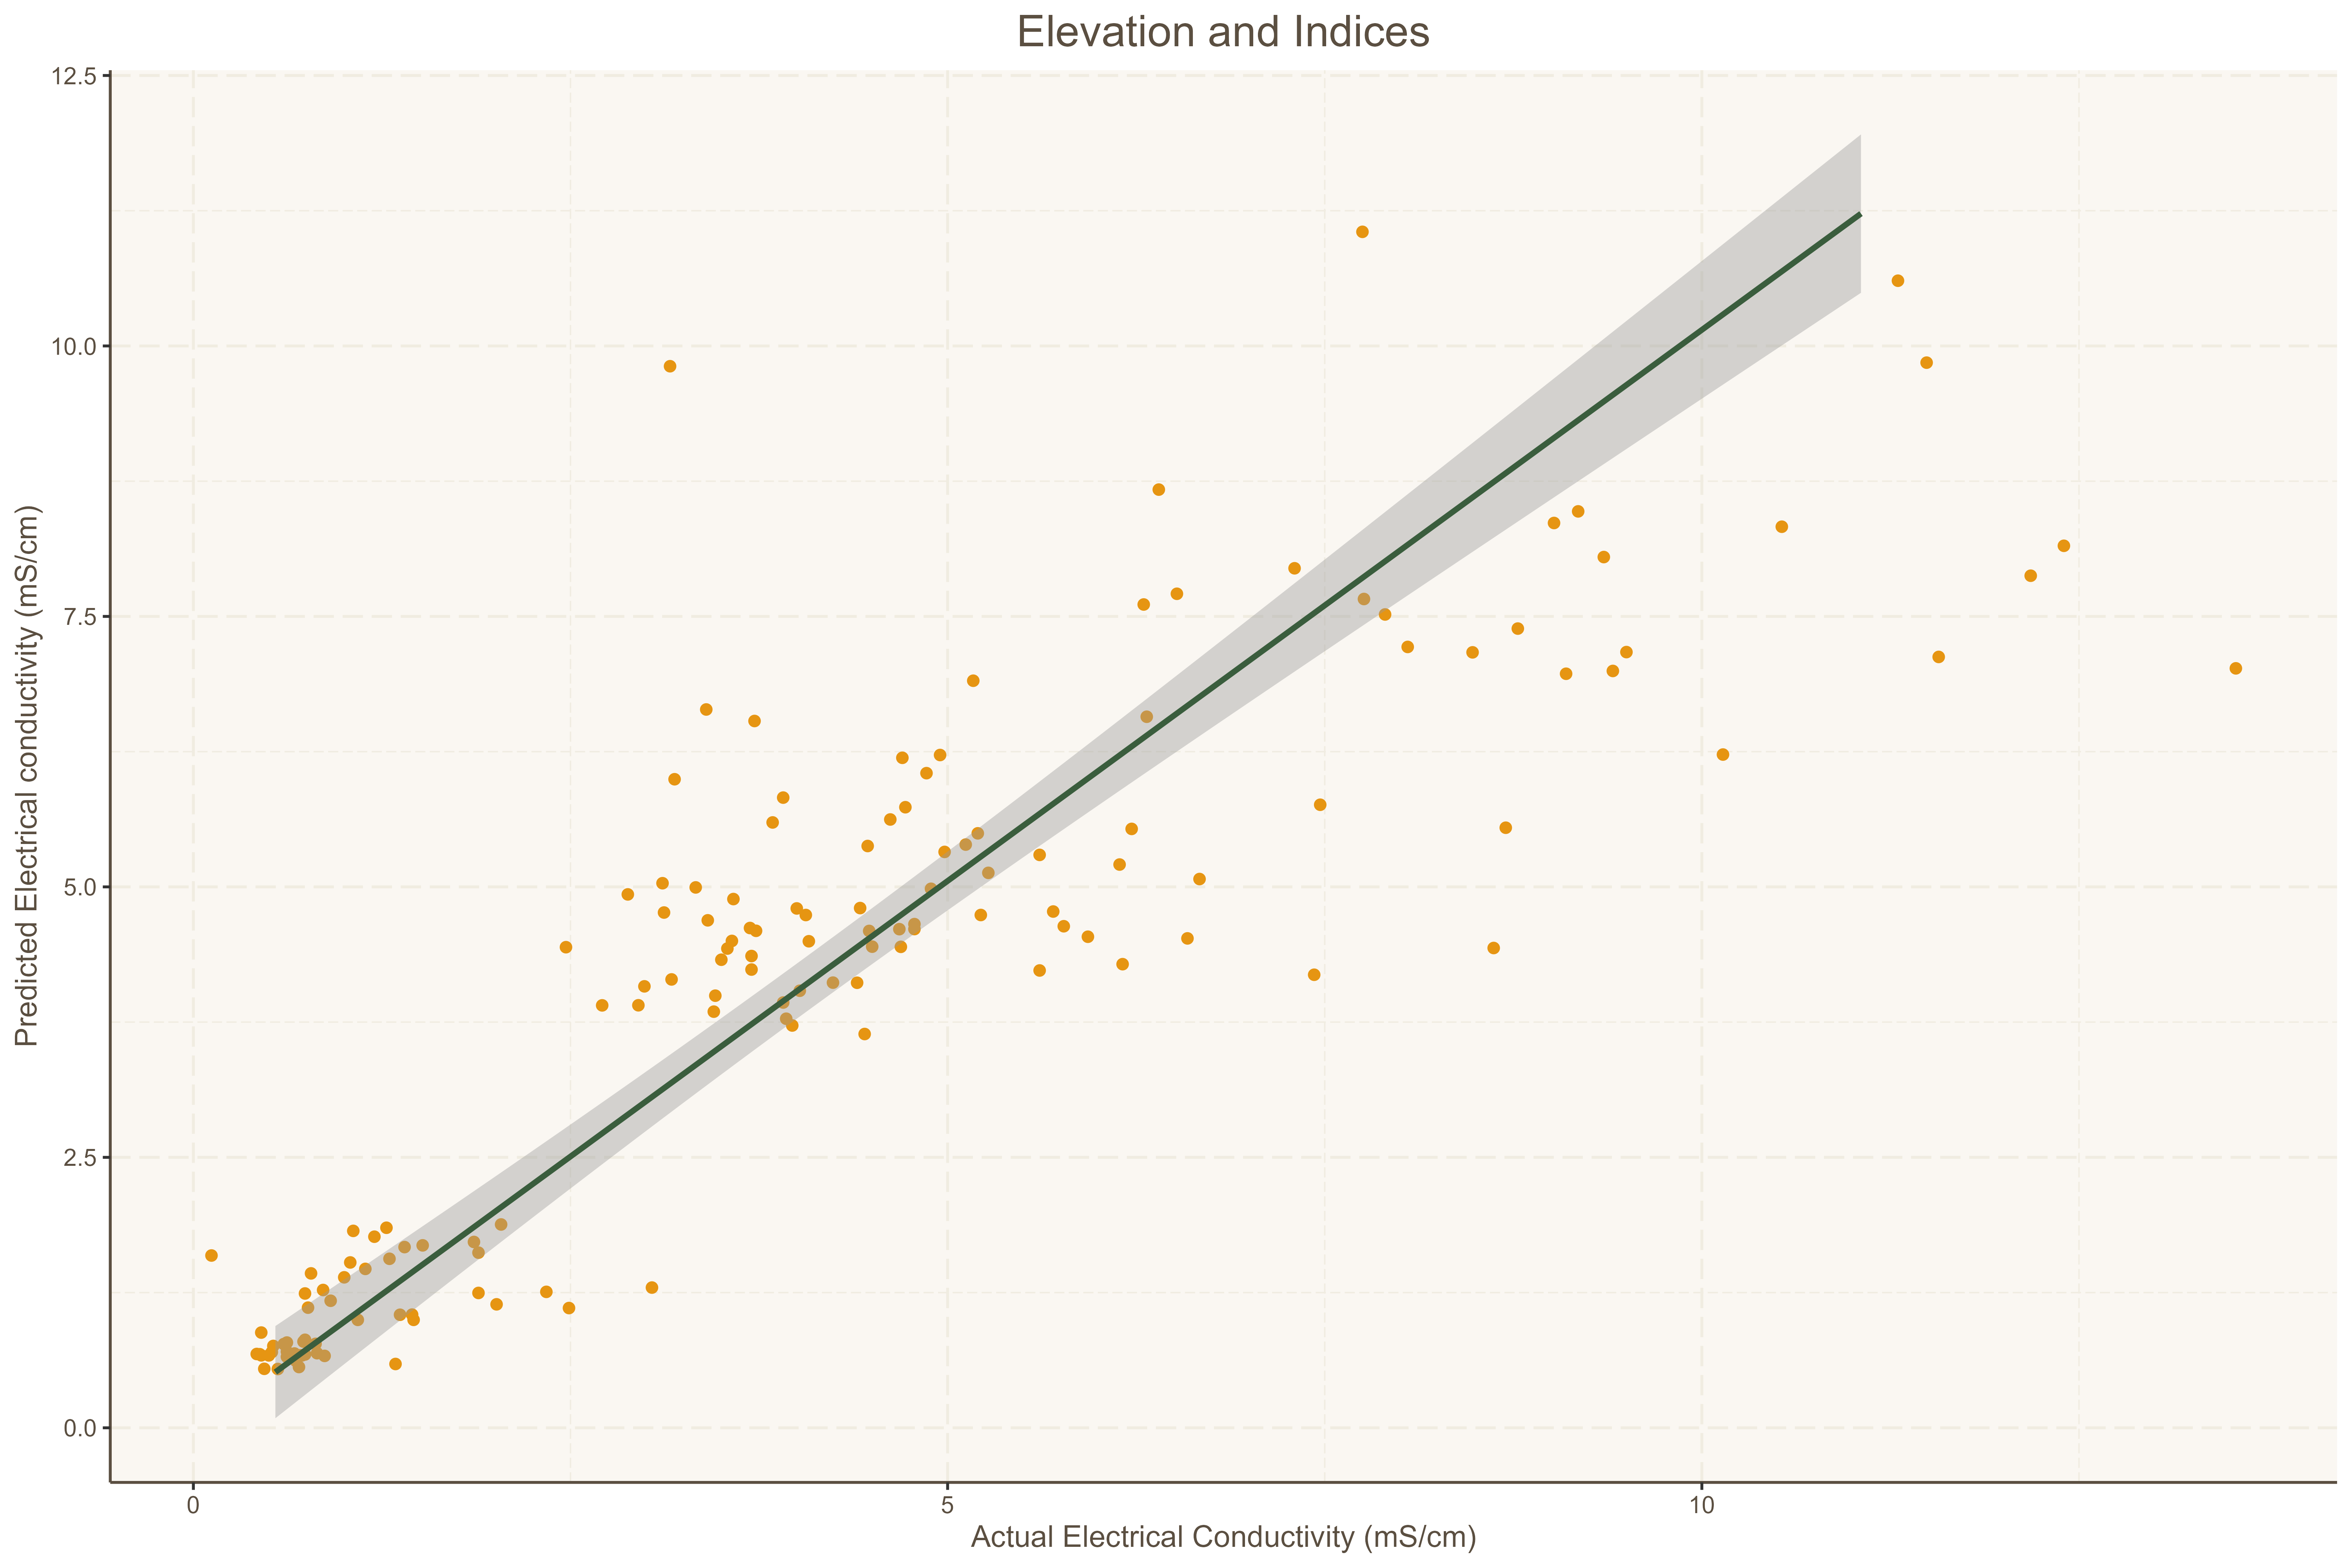 Elevation and Indices
12.5
10.0
7.5
5.0
2.5
0.0
Predicted Electrical conductivity (mS/cm)
0 5 10
Actual Electrical Conductivity (mS/cm)